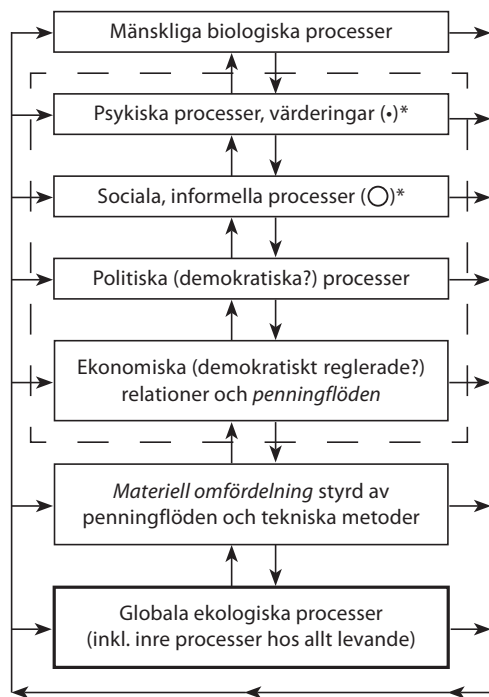 Mänskliga biologiska processer
Psykiska processer, värderingar (•)*
Sociala, informella processer (◯)*
Politiska (demokratiska?) processer
Ekonomiska (demokratiskt reglerade?)
relationer och penningflöden
Materiell omfördelning styrd av
penningflöden och tekniska metoder
Globala ekologiska processer
(inkl. inre processer hos allt levande)